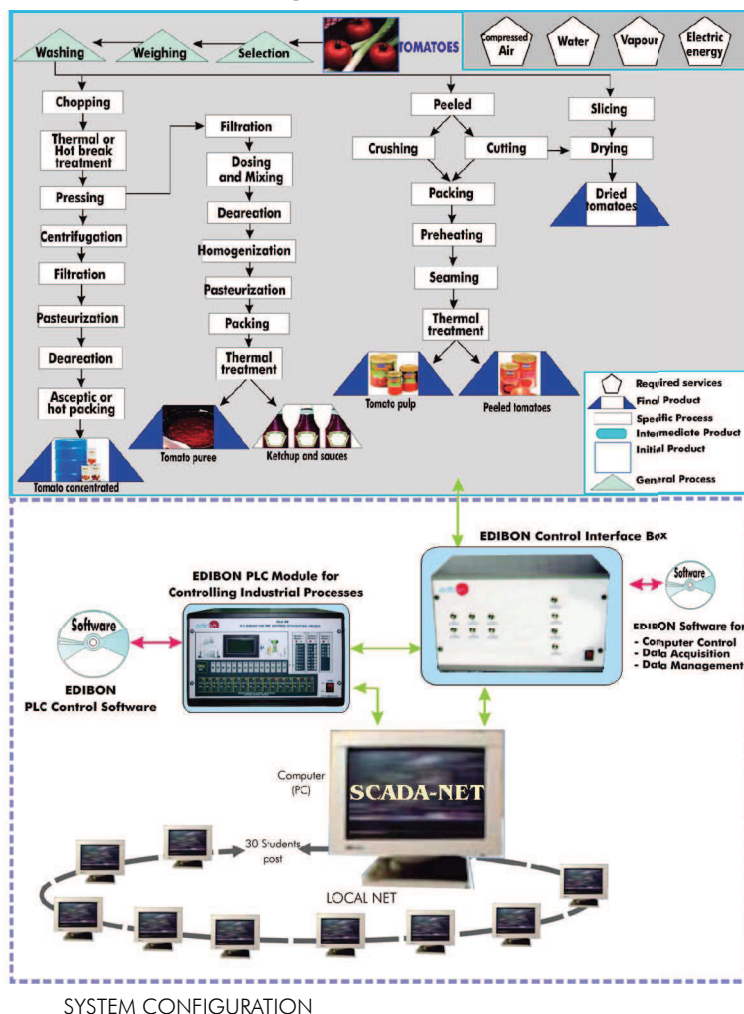 TOMATOES
Selection
Weighing
Washing
Compressed
Air
Water
Vapour
Electric
energy
Chopping
Thermal or
Hot break
treatment
Pressing
Centrifugation
Filtration
Pasteurization
Deareation
Asceptic or
hot packing
Tomato concentrated
Filtration
Dosing
and Mixing
Deareation
Homogenization
Pasteurization
Packing
Thermal
treatment
Tomato puree
Ketchup and sauces
Peeled
Crushing
Cutting
Packing
Preheating
Seaming
Thermal
treatment
Tomato pulp
Peeled tomatoes
Slicing
Drying
Dried
tomatoes
Required services
Final Product
Specific Process
Intermediate Product
Initial Product
General Process
EDIBON Control Interface Box
EDIBON PLC Module for
Controlling Industrial Processes
Software
EDIBON
PLC Control Software
Software
EDIBON Software for:
- Computer Control
- Data Acquisition
- Data Management
Computer
(PC)
SCADA-NET
30 Students
post
LOCAL NET
SYSTEM CONFIGURATION